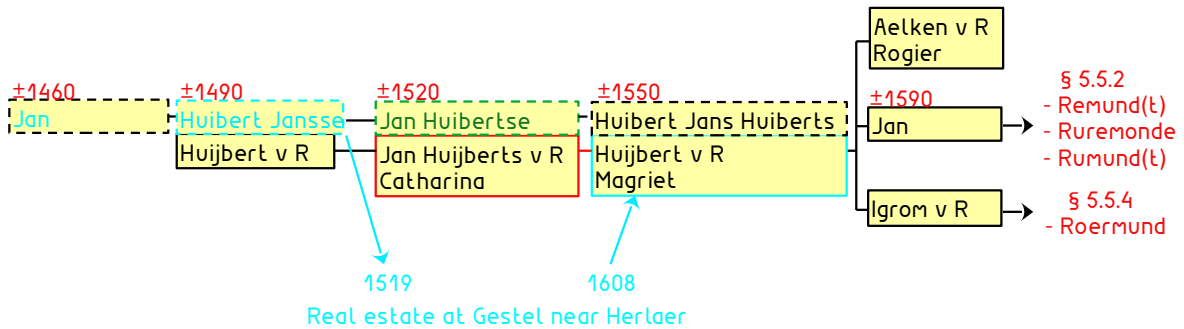 ±1460
Jan
±1490
Huibert Jansse
Huijbert v R
±1520
Jan Huibertse
Jan Huijberts v R
Catharina
±1550
Huibert Jans Huiberts
Huijbert v R
Magriet
Aelken v R
Rogier
±1590
Jan
Igrom v R
§ 5.5.2
- Remund(t)
- Ruremonde
- Rumund(t)
§ 5.5.4
- Roermund
1519
1608
Real estate at Gestel near Herlaer